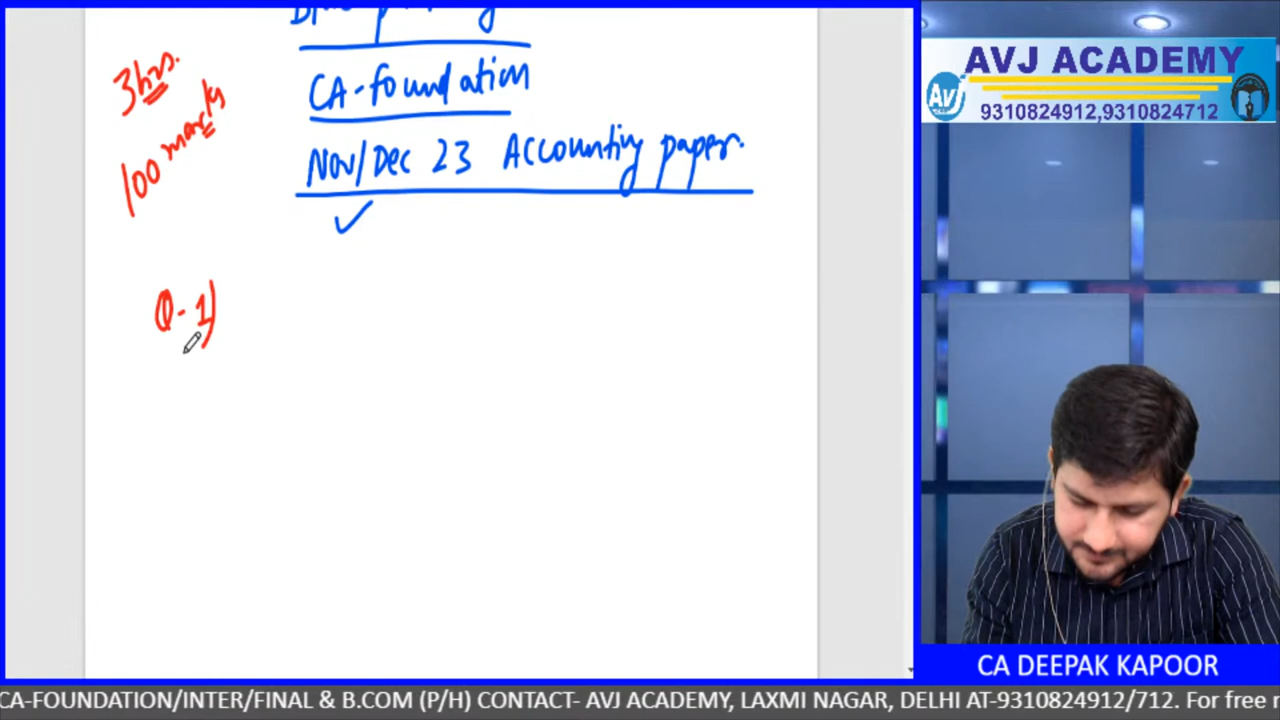 3hrs.
100 marks
CA-foundation
Nov/Dec 23 Accounting paper.
Q-1)
AVJ ACADEMY
AV
9310824912,9310824712
CA DEEPAK KAPOOR
CA-FOUNDATION/INTER/FINAL & B.COM (P/H) CONTACT- AVJ ACADEMY, LAXMI NAGAR, DELHI AT-9310824912/712. For free